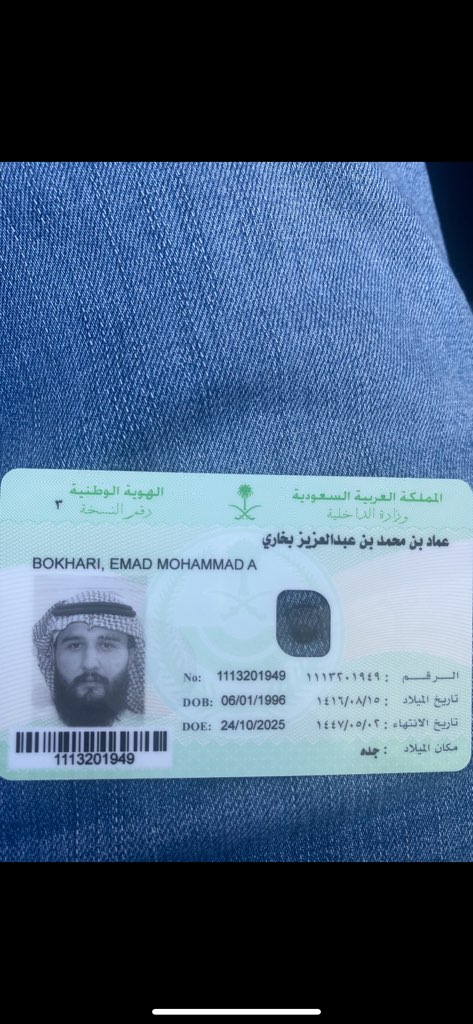 المملكة العربية السعودية
وزارة الداخلية
الهوية الوطنية
رقم النسخة ٣
عماد بن محمد بن عبدالعزيز بخاري
BOKHARI, EMAD MOHAMMAD A
No: 1113201949 الـرقـم : ١١١٣٢٠١٩٤٩
DOB: 06/01/1996 تاريخ الميلاد : ١٤١٦/٠٨/١٥
DOE: 24/10/2025 تاريخ الانتهاء : ١٤٤٧/٠٥/٠٢
مكان الميلاد : جده
1113201949